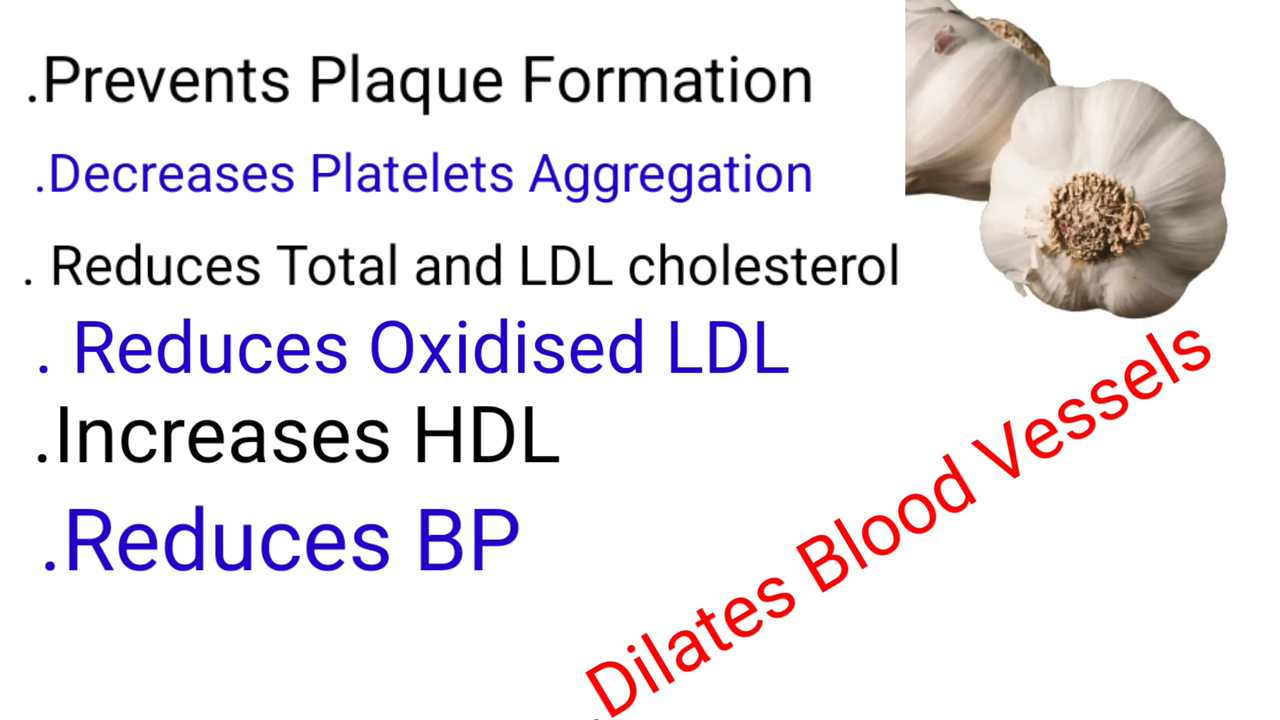 .Prevents Plaque Formation
.Decreases Platelets Aggregation
. Reduces Total and LDL cholesterol
. Reduces Oxidised LDL
.Increases HDL
.Reduces BP
.Dilates Blood Vessels